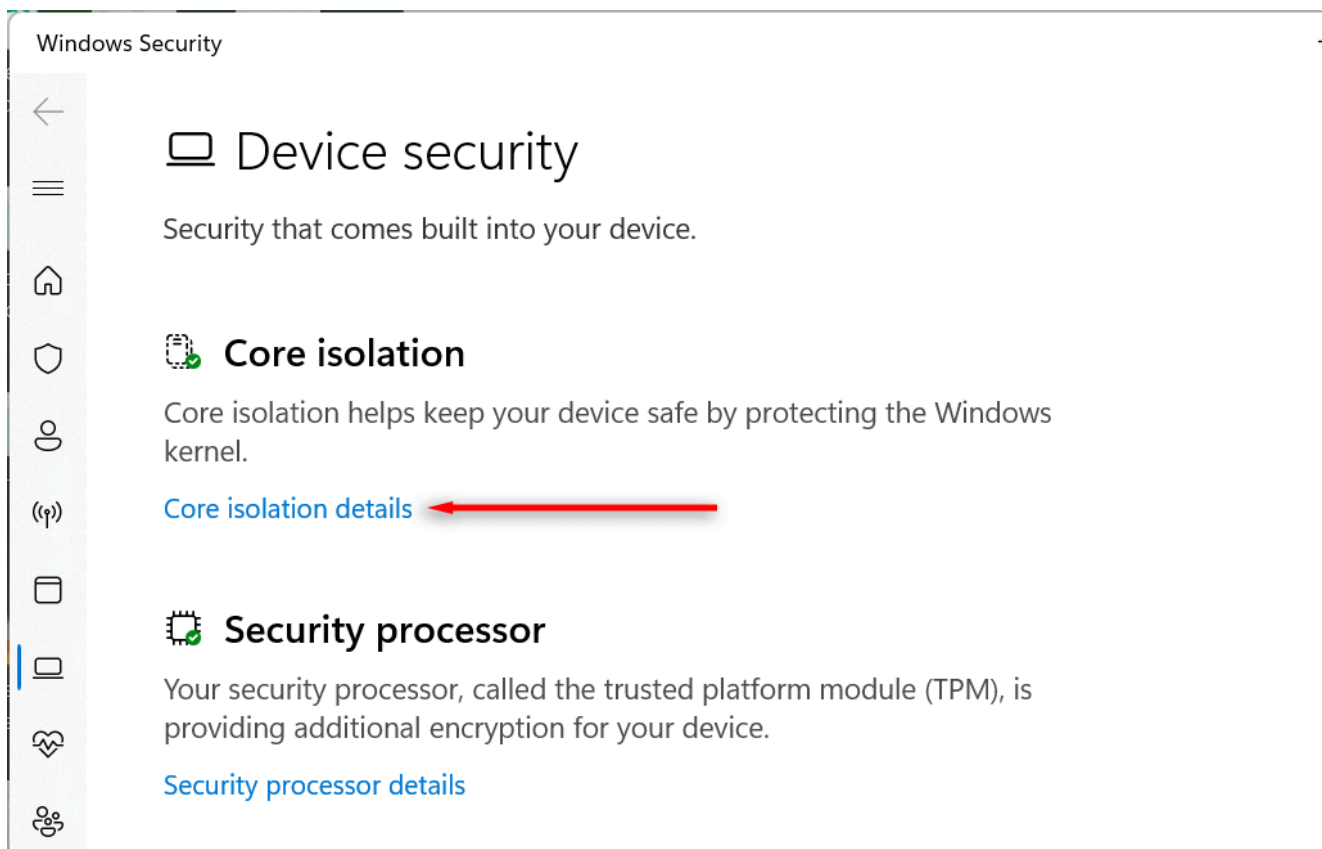 Windows Security
Device security
Security that comes built into your device.
Core isolation
Core isolation helps keep your device safe by protecting the Windows
kernel.
Core isolation details
Security processor
Your security processor, called the trusted platform module (TPM), is
providing additional encryption for your device.
Security processor details